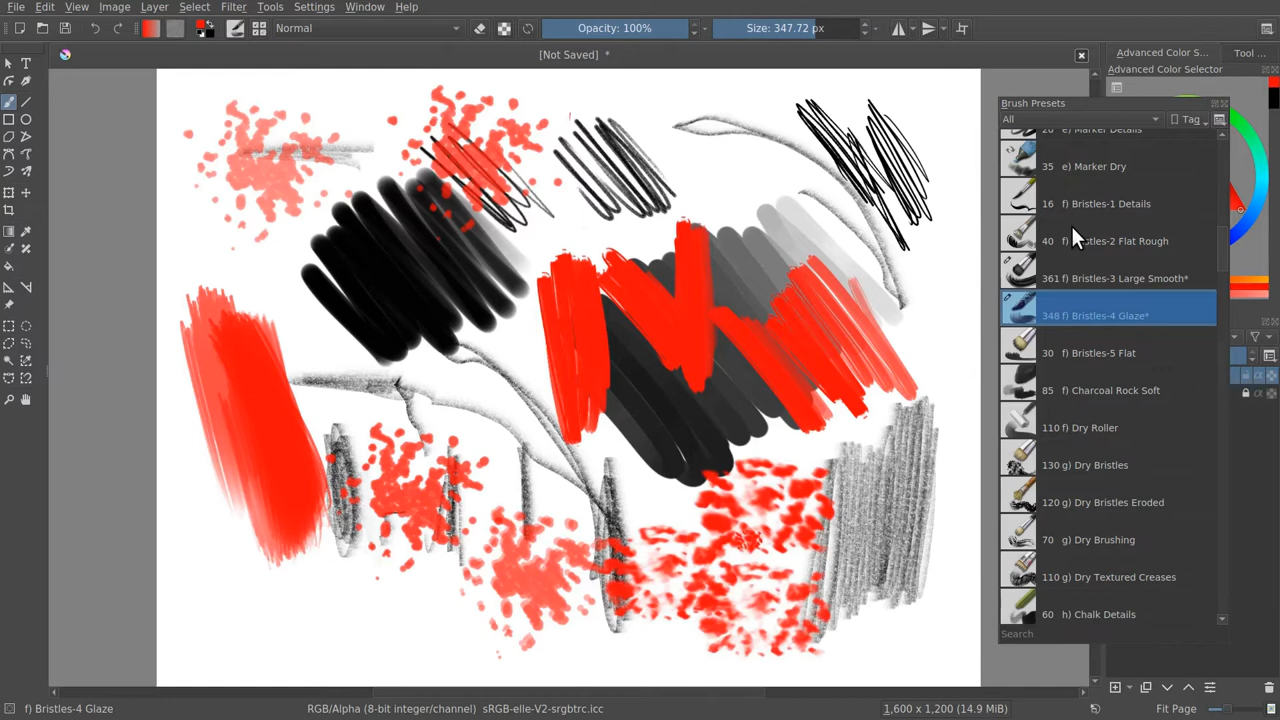 File Edit View Image Layer Select Filter Tools Settings Window Help
Normal Opacity: 100% Size: 347.72 px
[Not Saved] *
Advanced Color S... Tool ...
Advanced Color Selector
Brush Presets
All Tag
20 e) Marker Details
35 e) Marker Dry
16 f) Bristles-1 Details
40 f) Bristles-2 Flat Rough
361 f) Bristles-3 Large Smooth*
348 f) Bristles-4 Glaze*
30 f) Bristles-5 Flat
85 f) Charcoal Rock Soft
110 f) Dry Roller
130 g) Dry Bristles
120 g) Dry Bristles Eroded
70 g) Dry Brushing
110 g) Dry Textured Creases
60 h) Chalk Details
Search
f) Bristles-4 Glaze RGB/Alpha (8-bit integer/channel) sRGB-elle-V2-srgbtrc.icc 1,600 x 1,200 (14.9 MiB) Fit Page